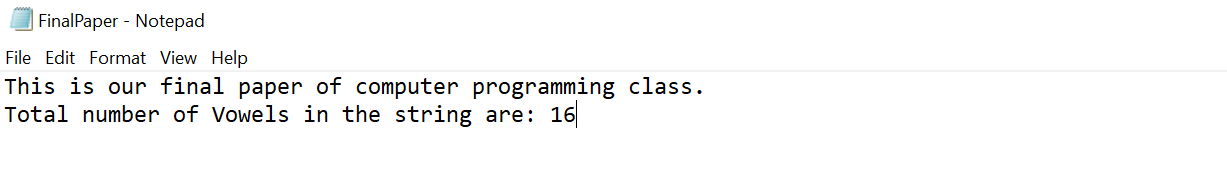 FinalPaper - Notepad
File Edit Format View Help
This is our final paper of computer programming class.
Total number of Vowels in the string are: 16